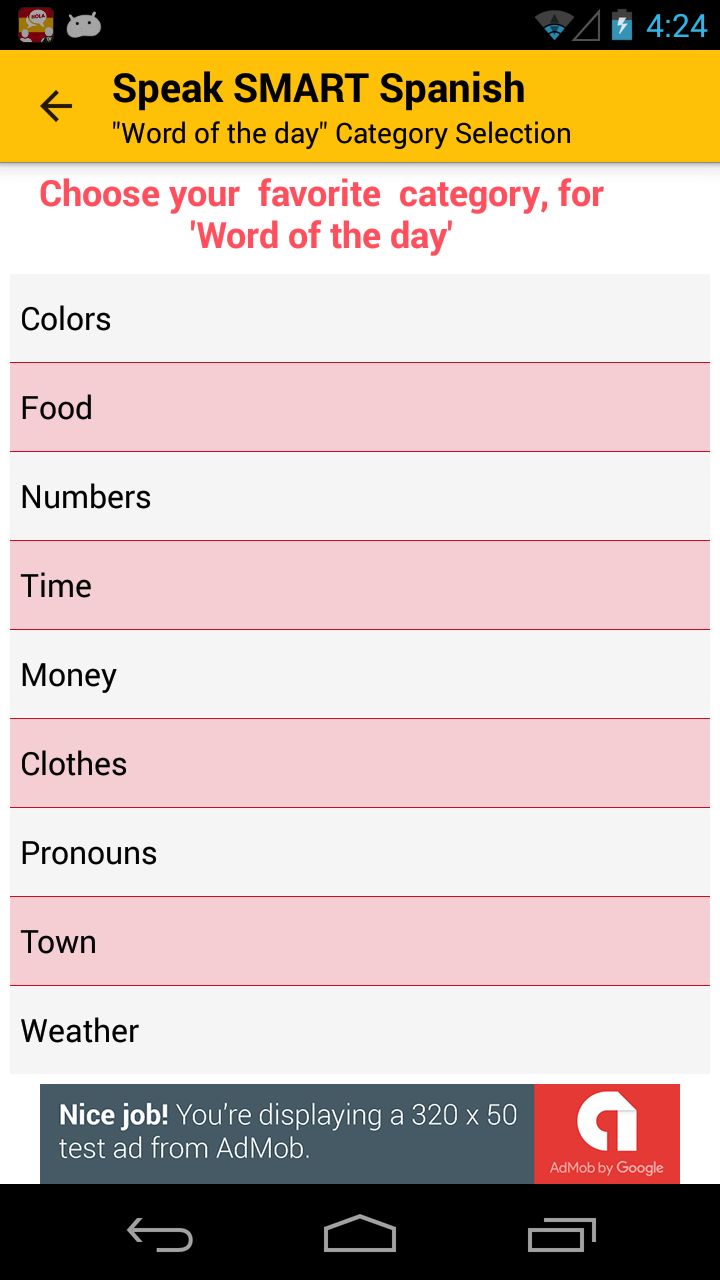 HOLA
4:24
Speak SMART Spanish
"Word of the day" Category Selection
Choose your favorite category, for
'Word of the day'
Colors
Food
Numbers
Time
Money
Clothes
Pronouns
Town
Weather
Nice job! You're displaying a 320 x 50
test ad from AdMob.
AdMob by Google